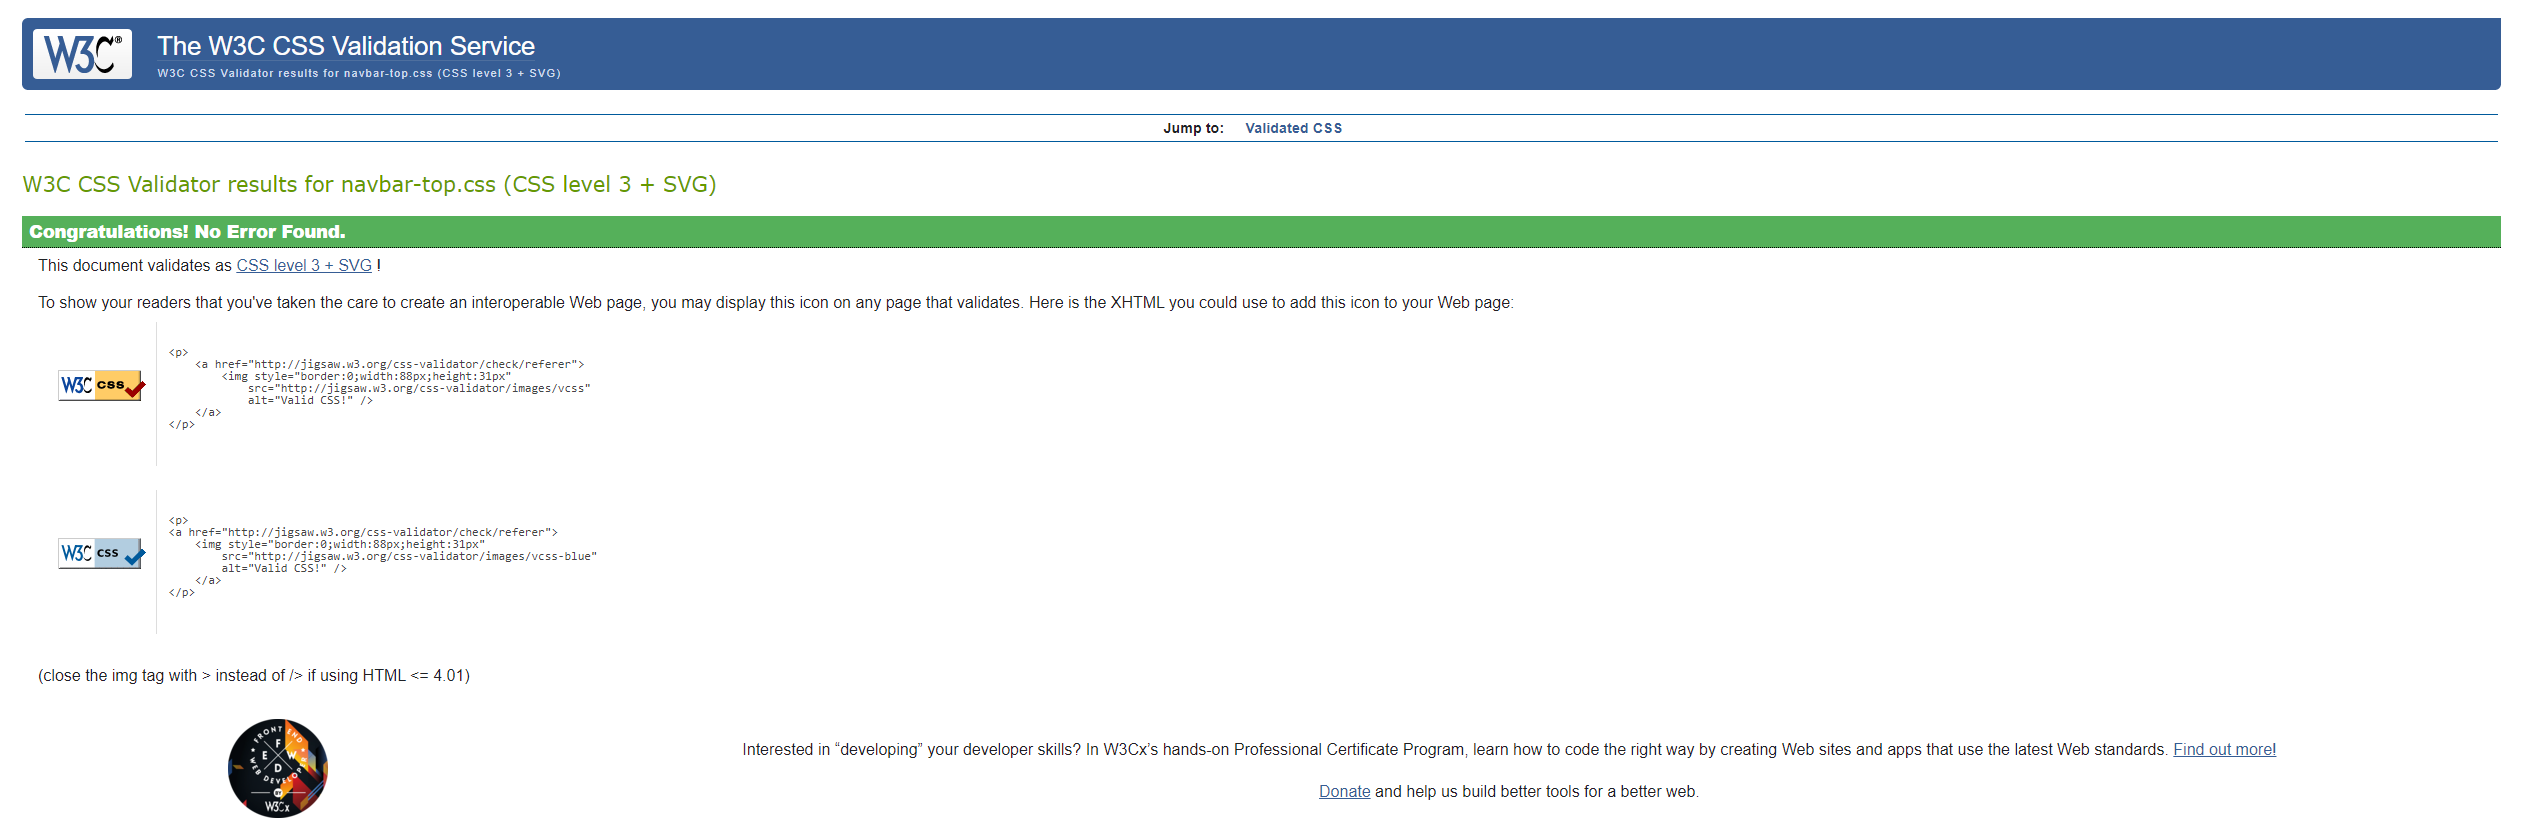 W3C®
The W3C CSS Validation Service
W3C CSS Validator results for navbar-top.css (CSS level 3 + SVG)
Jump to: Validated CSS
W3C CSS Validator results for navbar-top.css (CSS level 3 + SVG)
Congratulations! No Error Found.
This document validates as CSS level 3 + SVG !
To show your readers that you've taken the care to create an interoperable Web page, you may display this icon on any page that validates. Here is the XHTML you could use to add this icon to your Web page:
W3C css
<p>
    <a href="http://jigsaw.w3.org/css-validator/check/referer">
        <img style="border:0;width:88px;height:31px"
            src="http://jigsaw.w3.org/css-validator/images/vcss"
            alt="Valid CSS!" />
    </a>
</p>
W3C css
<p>
<a href="http://jigsaw.w3.org/css-validator/check/referer">
    <img style="border:0;width:88px;height:31px"
        src="http://jigsaw.w3.org/css-validator/images/vcss-blue"
        alt="Valid CSS!" />
    </a>
</p>
(close the img tag with > instead of /> if using HTML <= 4.01)
FRONT END
F E W D
WEB DEVELOPER
BY
W3Cx
Interested in “developing” your developer skills? In W3Cx’s hands-on Professional Certificate Program, learn how to code the right way by creating Web sites and apps that use the latest Web standards. Find out more!
Donate and help us build better tools for a better web.